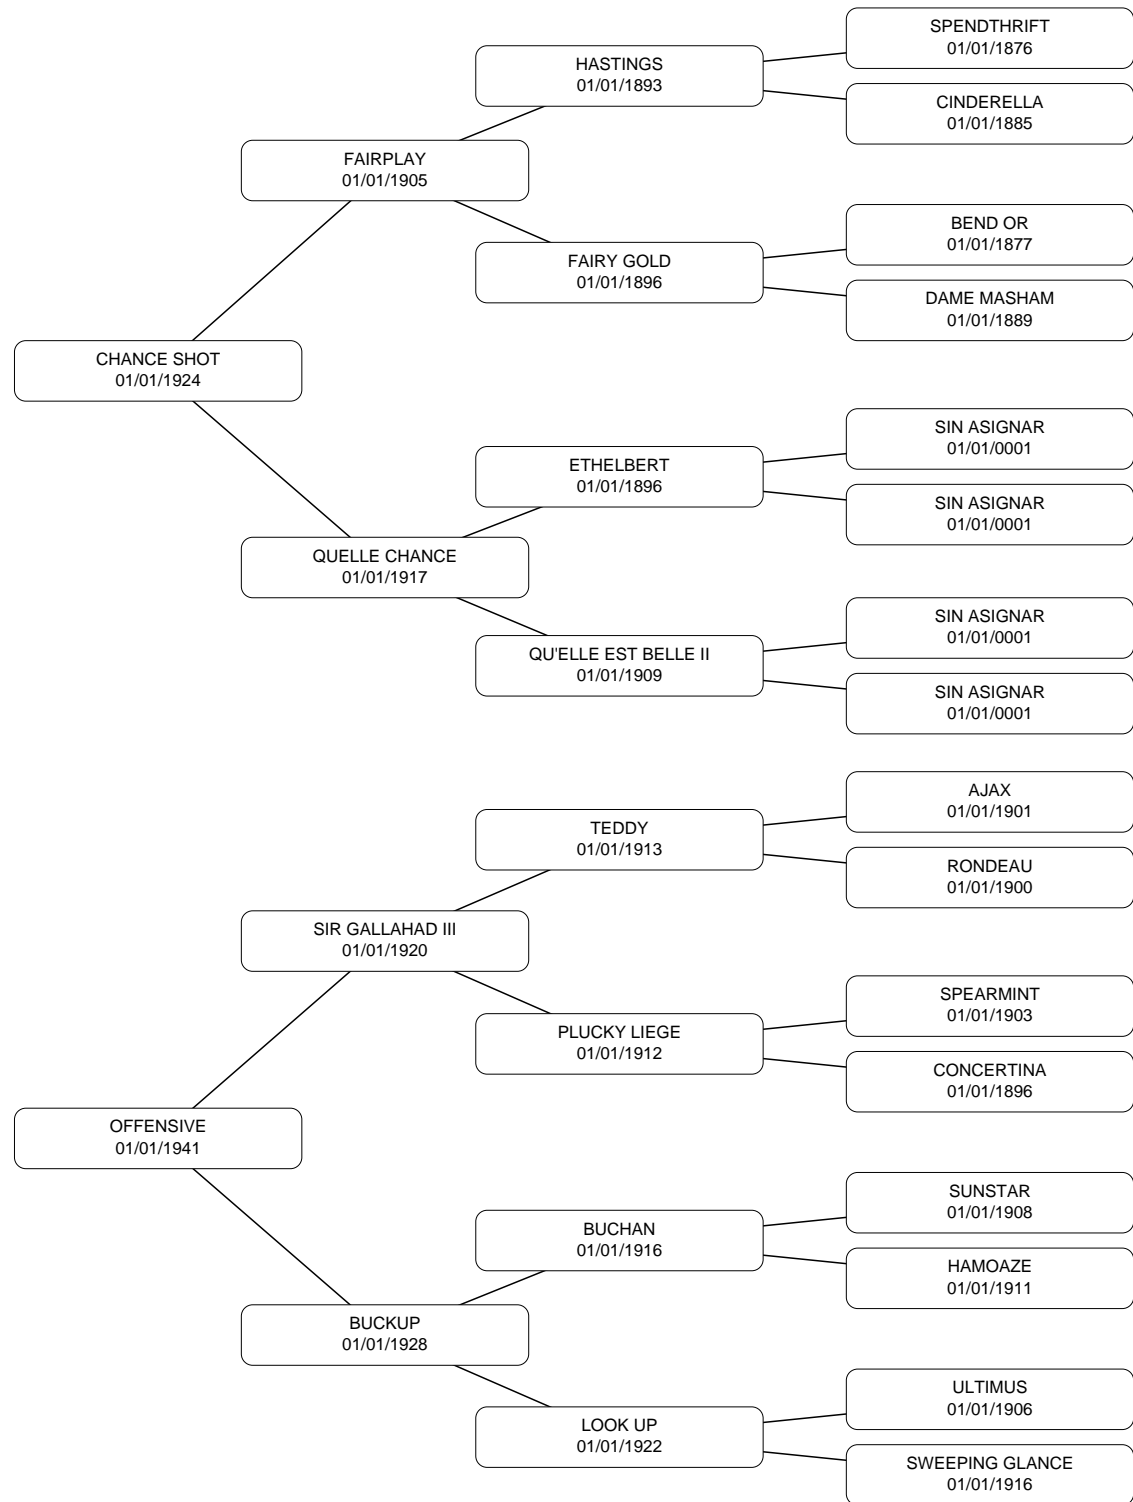 SPENDTHRIFT
01/01/1876
HASTINGS
01/01/1893
CINDERELLA
01/01/1885
FAIRPLAY
01/01/1905
BEND OR
01/01/1877
FAIRY GOLD
01/01/1896
DAME MASHAM
01/01/1889
CHANCE SHOT
01/01/1924
SIN ASIGNAR
01/01/0001
ETHELBERT
01/01/1896
SIN ASIGNAR
01/01/0001
QUELLE CHANCE
01/01/1917
SIN ASIGNAR
01/01/0001
QU'ELLE EST BELLE II
01/01/1909
SIN ASIGNAR
01/01/0001
AJAX
01/01/1901
TEDDY
01/01/1913
RONDEAU
01/01/1900
SIR GALLAHAD III
01/01/1920
SPEARMINT
01/01/1903
PLUCKY LIEGE
01/01/1912
CONCERTINA
01/01/1896
OFFENSIVE
01/01/1941
SUNSTAR
01/01/1908
BUCHAN
01/01/1916
HAMOAZE
01/01/1911
BUCKUP
01/01/1928
ULTIMUS
01/01/1906
LOOK UP
01/01/1922
SWEEPING GLANCE
01/01/1916